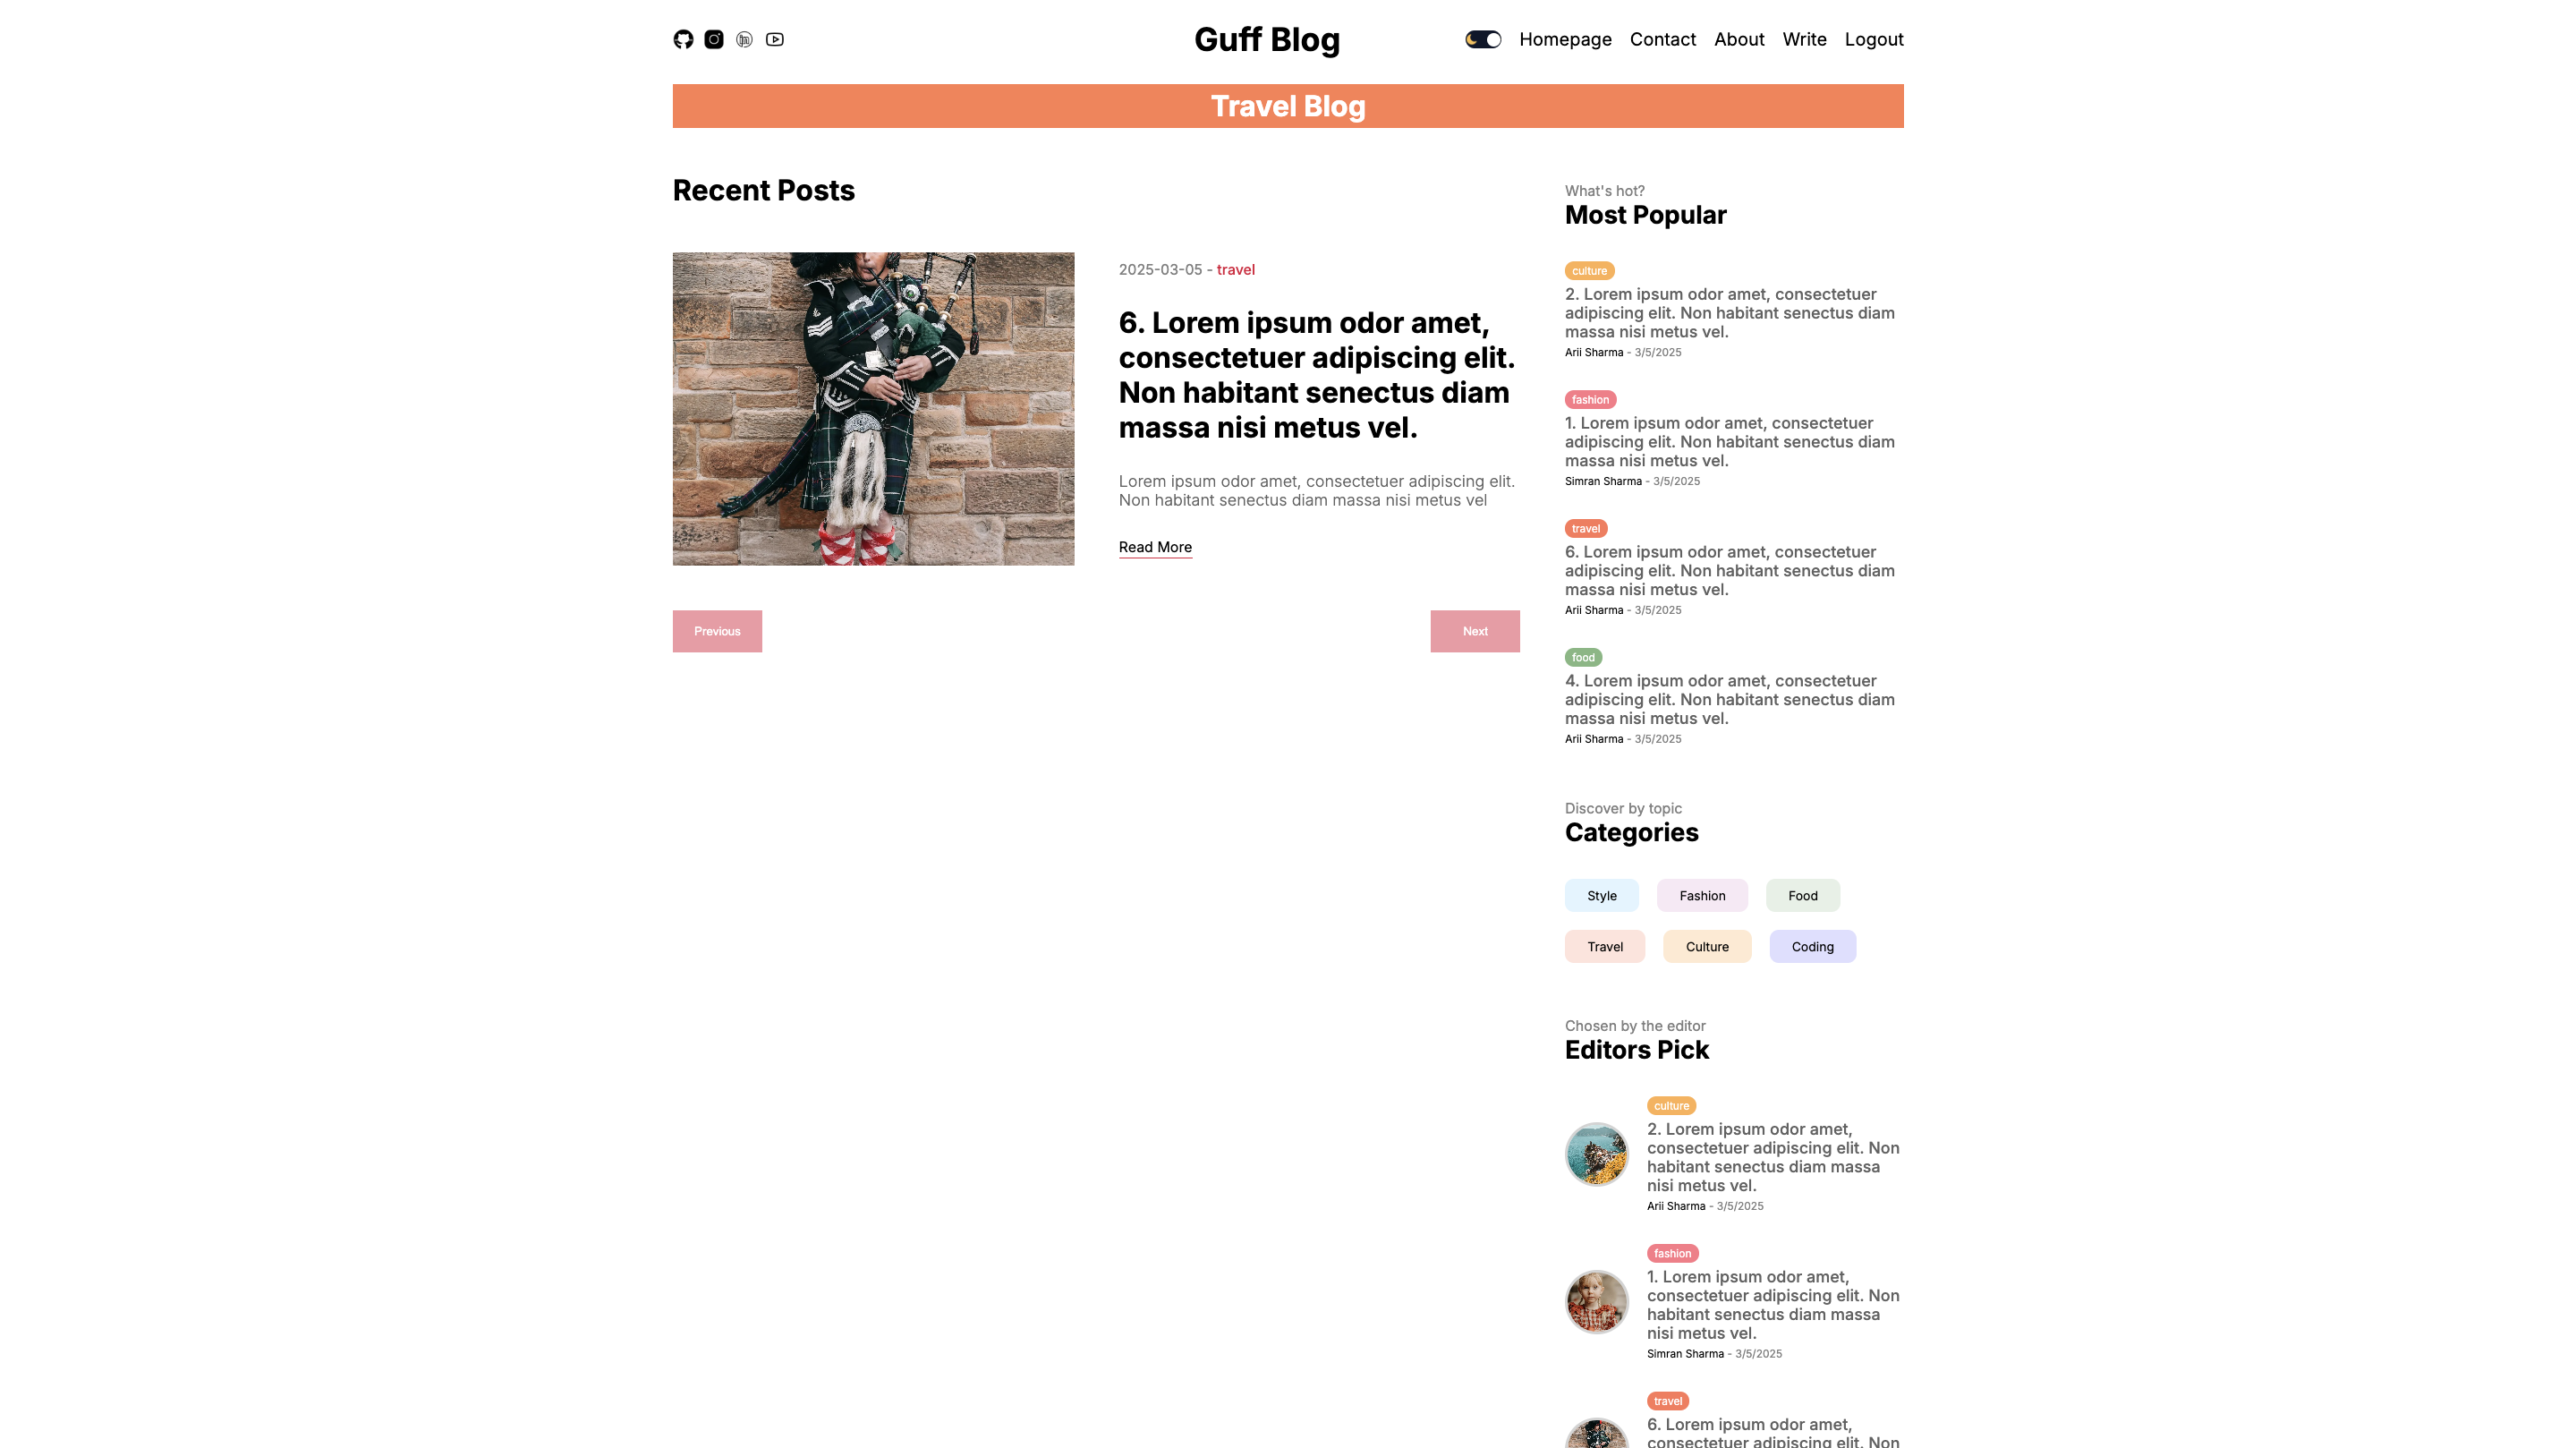 Guff Blog
Homepage Contact About Write Logout
Travel Blog
Recent Posts
2025-03-05 - travel
6. Lorem ipsum odor amet,
consectetuer adipiscing elit.
Non habitant senectus diam
massa nisi metus vel.
Lorem ipsum odor amet, consectetuer adipiscing elit.
Non habitant senectus diam massa nisi metus vel
Read More
Previous
Next
What's hot?
Most Popular
culture
2. Lorem ipsum odor amet, consectetuer
adipiscing elit. Non habitant senectus diam
massa nisi metus vel.
Arii Sharma - 3/5/2025
fashion
1. Lorem ipsum odor amet, consectetuer
adipiscing elit. Non habitant senectus diam
massa nisi metus vel.
Simran Sharma - 3/5/2025
travel
6. Lorem ipsum odor amet, consectetuer
adipiscing elit. Non habitant senectus diam
massa nisi metus vel.
Arii Sharma - 3/5/2025
food
4. Lorem ipsum odor amet, consectetuer
adipiscing elit. Non habitant senectus diam
massa nisi metus vel.
Arii Sharma - 3/5/2025
Discover by topic
Categories
Style Fashion Food
Travel Culture Coding
Chosen by the editor
Editors Pick
culture
2. Lorem ipsum odor amet,
consectetuer adipiscing elit. Non
habitant senectus diam massa
nisi metus vel.
Arii Sharma - 3/5/2025
fashion
1. Lorem ipsum odor amet,
consectetuer adipiscing elit. Non
habitant senectus diam massa
nisi metus vel.
Simran Sharma - 3/5/2025
travel
6. Lorem ipsum odor amet,
consectetuer adipiscing elit. Non